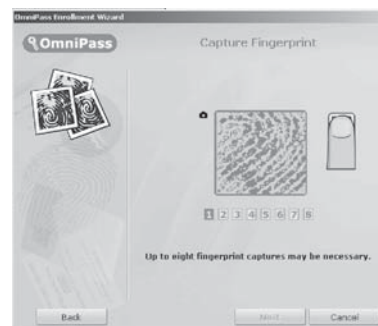 OmniPass Enrollment Wizard
OmniPass
Capture Fingerprint
1 2 3 4 5 6 7 8
Up to eight fingerprint captures may be necessary.
Back
Next
Cancel